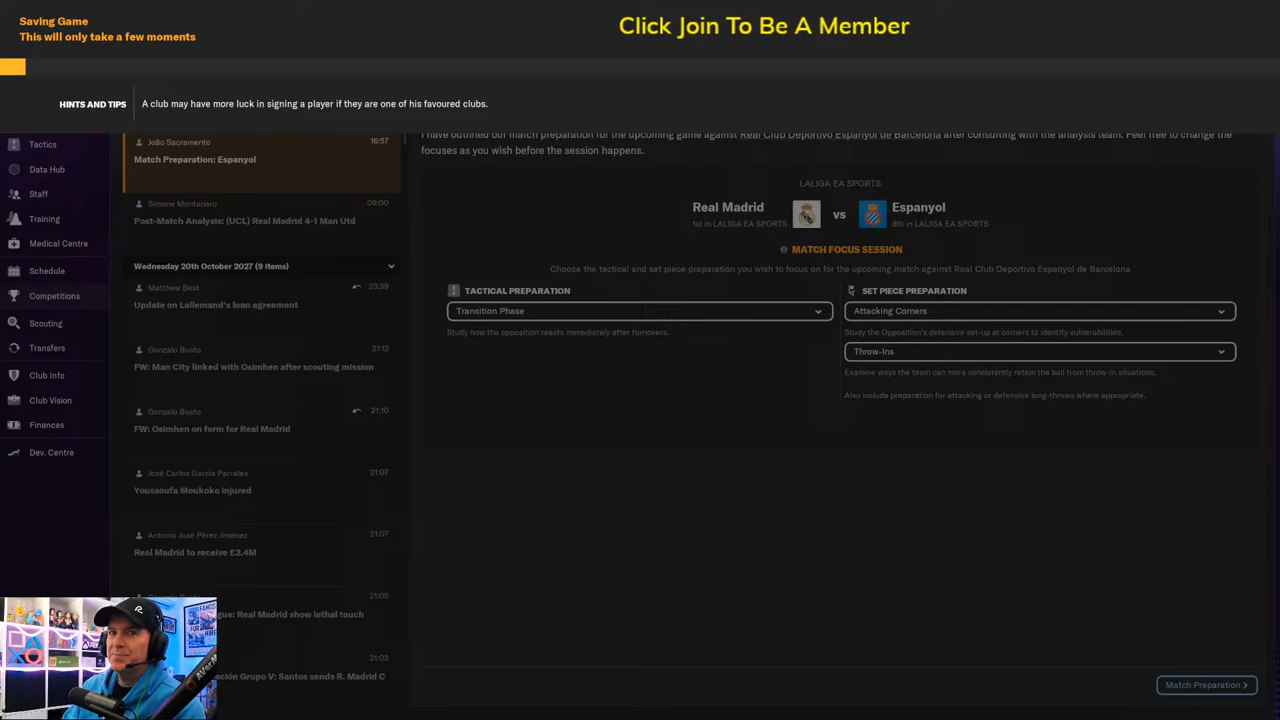 Saving Game
This will only take a few moments
Click Join To Be A Member
HINTS AND TIPS
A club may have more luck in signing a player if they are one of his favoured clubs.
Tactics
Data Hub
Staff
Training
Medical Centre
Schedule
Competitions
Scouting
Transfers
Club Info
Club Vision
Finances
Dev. Centre
João Sacramento
16:57
Match Preparation: Espanyol
Simone Montanaro
09:00
Post-Match Analysis: (UCL) Real Madrid 4-1 Man Utd
Wednesday 20th October 2027 (9 Items)
Matthew Best
23:39
Update on Lallemand's loan agreement
Gonzalo Busto
21:12
FW: Man City linked with Osimhen after scouting mission
Gonzalo Busto
21:10
FW: Osimhen on form for Real Madrid
José Carlos García Parrales
21:07
Youssoufa Moukoko injured
Antonio José Pérez Jiménez
21:07
Real Madrid to receive £2.4M
21:05
gue: Real Madrid show lethal touch
21:03
ación Grupo V: Santos sends R. Madrid C
I have outlined our match preparation for the upcoming game against Real Club Deportivo Espanyol de Barcelona after consulting with the analysis team. Feel free to change the
focuses as you wish before the session happens.
LALIGA EA SPORTS
Real Madrid
1st in LALIGA EA SPORTS
vs
Espanyol
8th in LALIGA EA SPORTS
MATCH FOCUS SESSION
Choose the tactical and set piece preparation you wish to focus on for the upcoming match against Real Club Deportivo Espanyol de Barcelona
TACTICAL PREPARATION
Transition Phase
Study how the opposition reacts immediately after turnovers.
SET PIECE PREPARATION
Attacking Corners
Study the Opposition's defensive set-up at corners to identify vulnerabilities.
Throw-Ins
Examine ways the team can more consistently retain the ball from throw-in situations.
Also include preparation for attacking or defensive long-throws where appropriate.
Match Preparation
FANGS
FOR
HIRE
AVerM